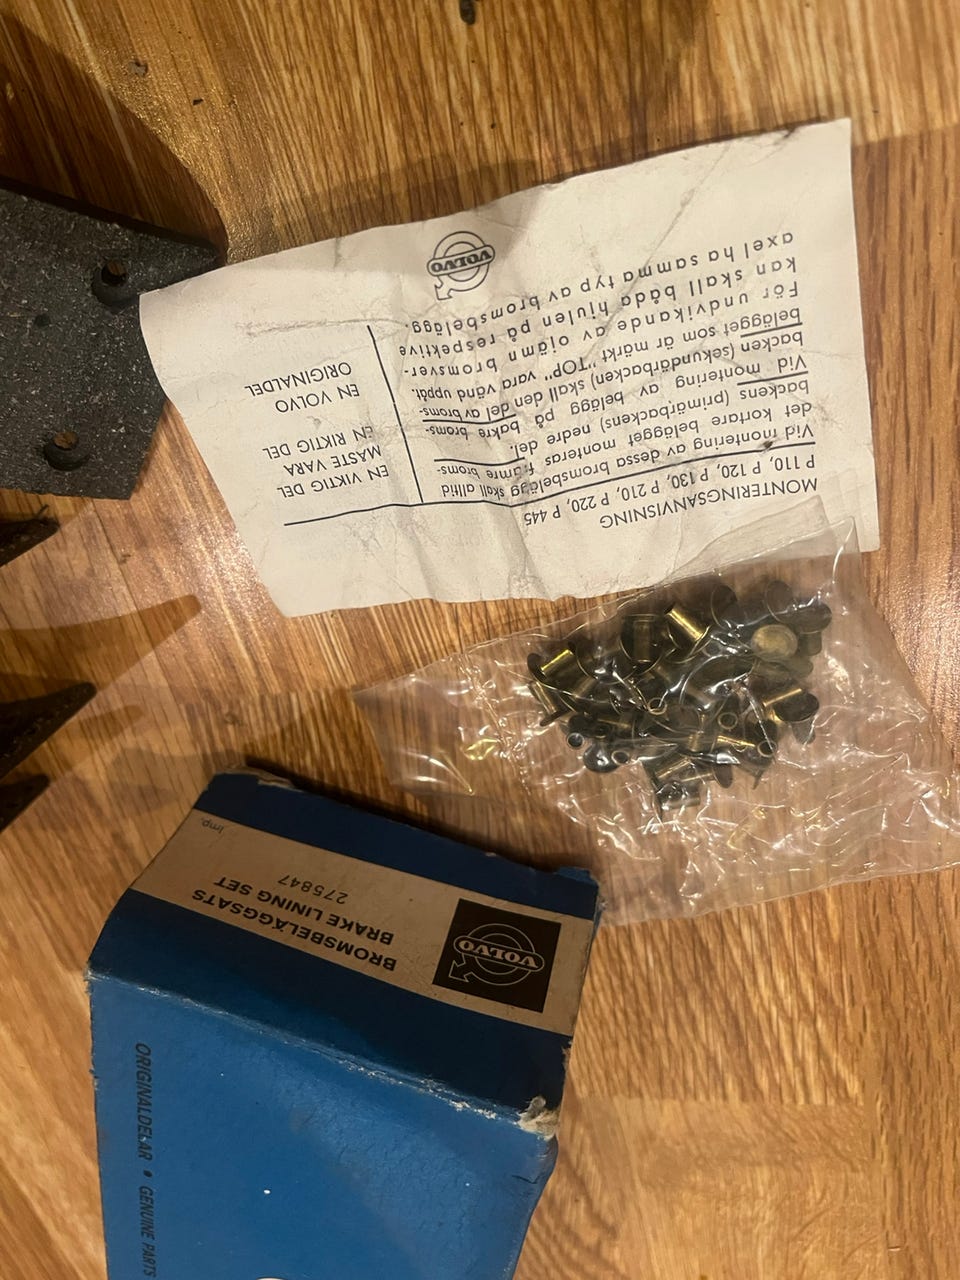 MONTERINGSANVISNING
P 110, P 120, P 130, P 210, P 220, P 445
Vid montering av dessa bromsbelägg skall alltid
det kortare belägget monteras främre broms-
backens (primärbackens) nedre del.
Vid montering av belägg på bakre broms-
backen (sekundärbacken) skall den del av broms-
belägget som är märkt "TOP" vara vänd uppåt.
För undvikande av ojämn bromsver-
kan skall båda hjulen på respektive
axel ha samma typ av bromsbelägg.
EN VIKTIG DEL
MÅSTE VARA
EN RIKTIG DEL
EN VOLVO
ORIGINALDEL
VOLVO
VOLVO
BROMSBELÄGGSATS
BRAKE LINING SET
275847
Imp.
ORIGINALDELAR • GENUINE PARTS